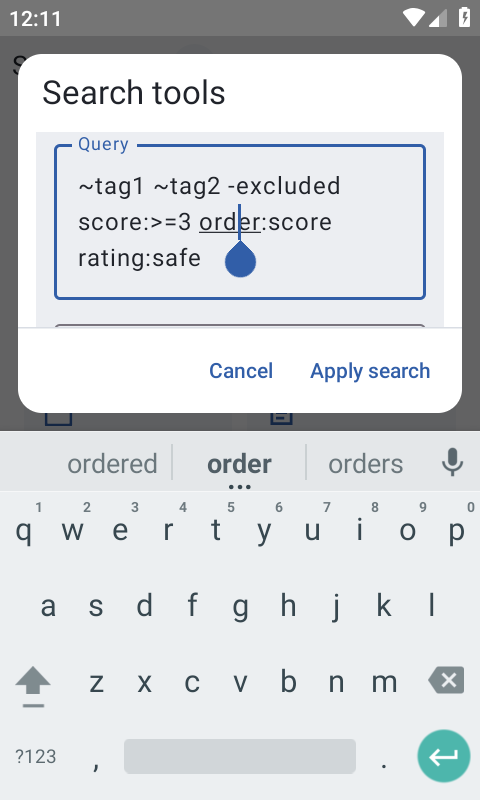 12:11
S
Search tools
Query
~tag1 ~tag2 -excluded
score:>=3 order:score
rating:safe
Cancel Apply search
ordered order orders
1 2 3 4 5 6 7 8 9 0
q w e r t y u i o p
a s d f g h j k l
z x c v b n m
?123 , .